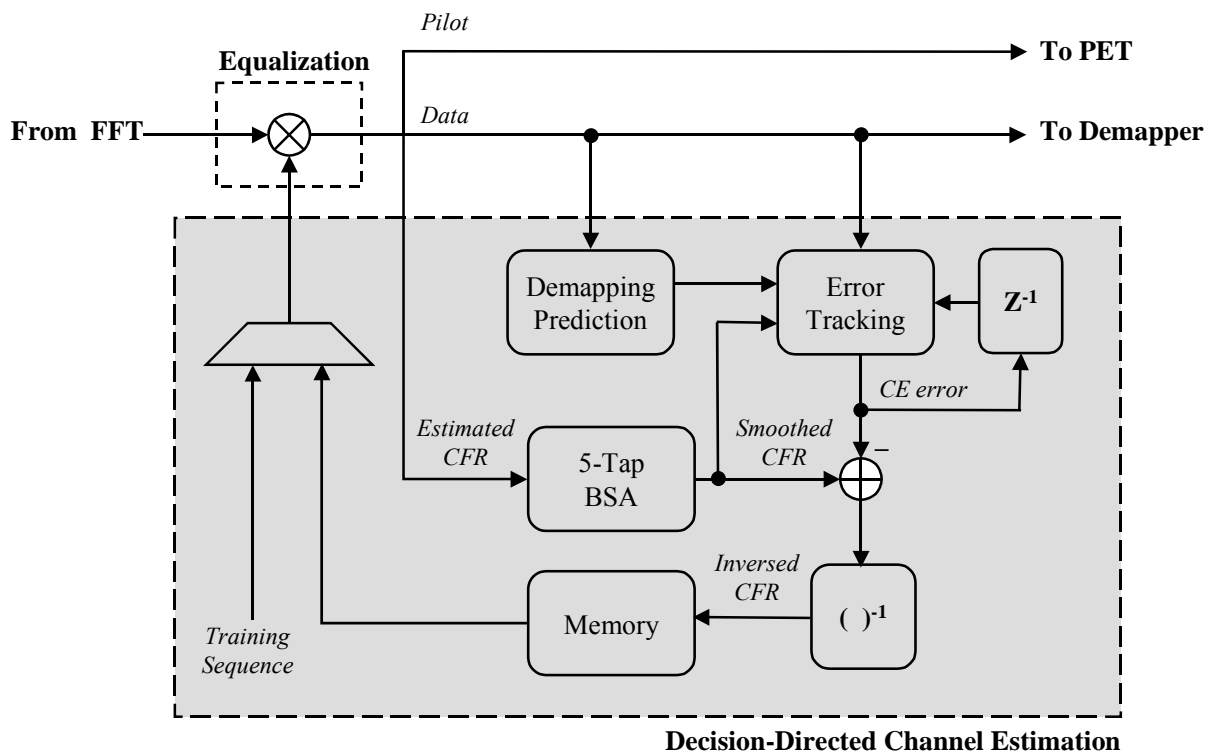 Pilot
To PET
Equalization
From FFT
Data
To Demapper
Demapping
Prediction
Error
Tracking
Z-1
CE error
Estimated
CFR
5-Tap
BSA
Smoothed
CFR
−
Inversed
CFR
Memory
( )-1
Training
Sequence
Decision-Directed Channel Estimation